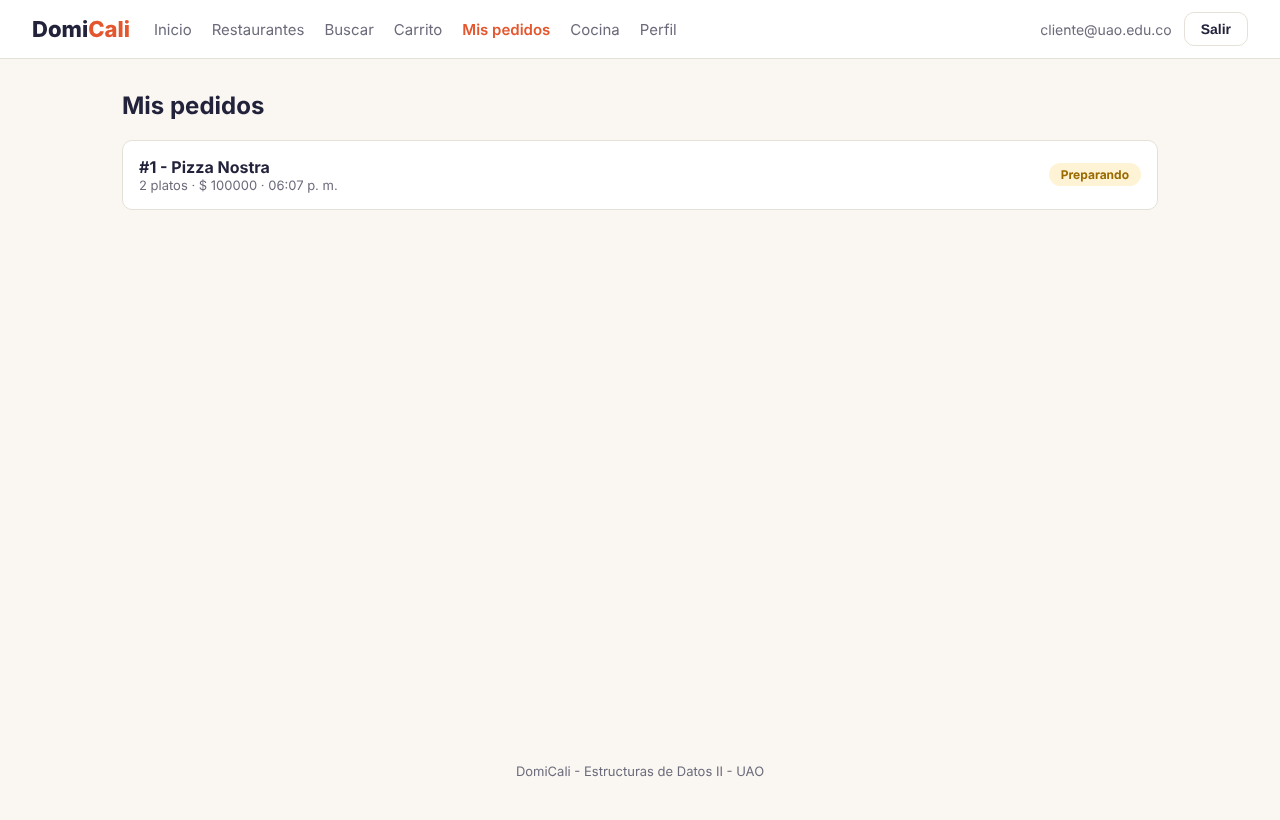 DomiCali Inicio Restaurantes Buscar Carrito Mis pedidos Cocina Perfil cliente@uao.edu.co Salir
Mis pedidos
#1 - Pizza Nostra
2 platos · $ 100000 · 06:07 p. m.
Preparando
DomiCali - Estructuras de Datos II - UAO